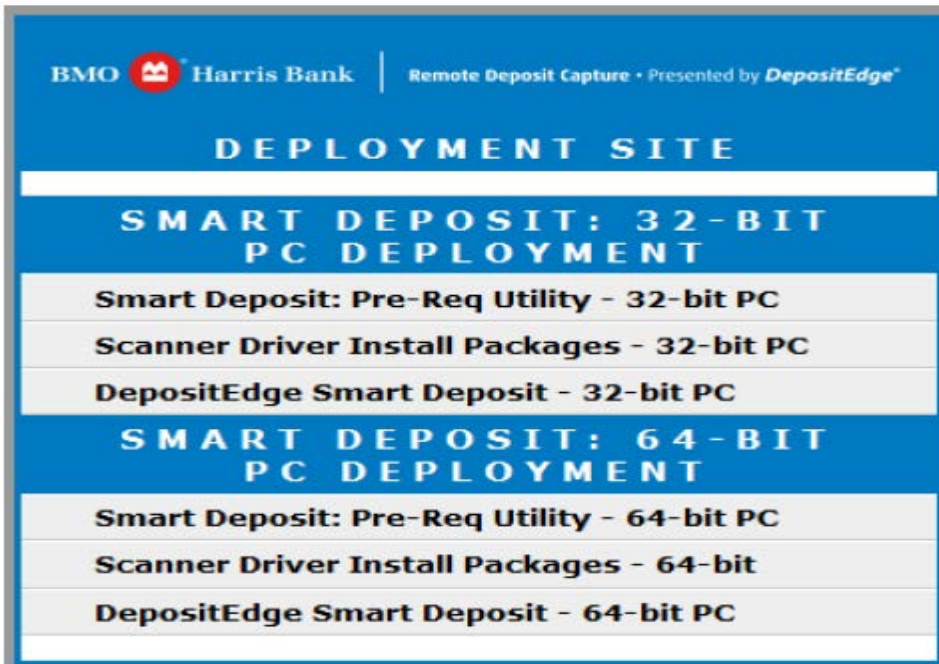 BMO Harris Bank Remote Deposit Capture • Presented by DepositEdge®
DEPLOYMENT SITE
SMART DEPOSIT: 32-BIT
PC DEPLOYMENT
Smart Deposit: Pre-Req Utility - 32-bit PC
Scanner Driver Install Packages - 32-bit PC
DepositEdge Smart Deposit - 32-bit PC
SMART DEPOSIT: 64-BIT
PC DEPLOYMENT
Smart Deposit: Pre-Req Utility - 64-bit PC
Scanner Driver Install Packages - 64-bit
DepositEdge Smart Deposit - 64-bit PC